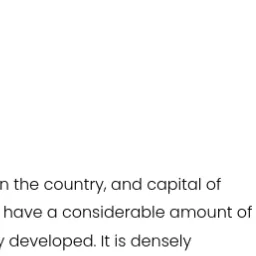 n the country, and capital of
have a considerable amount of
y developed. It is densely